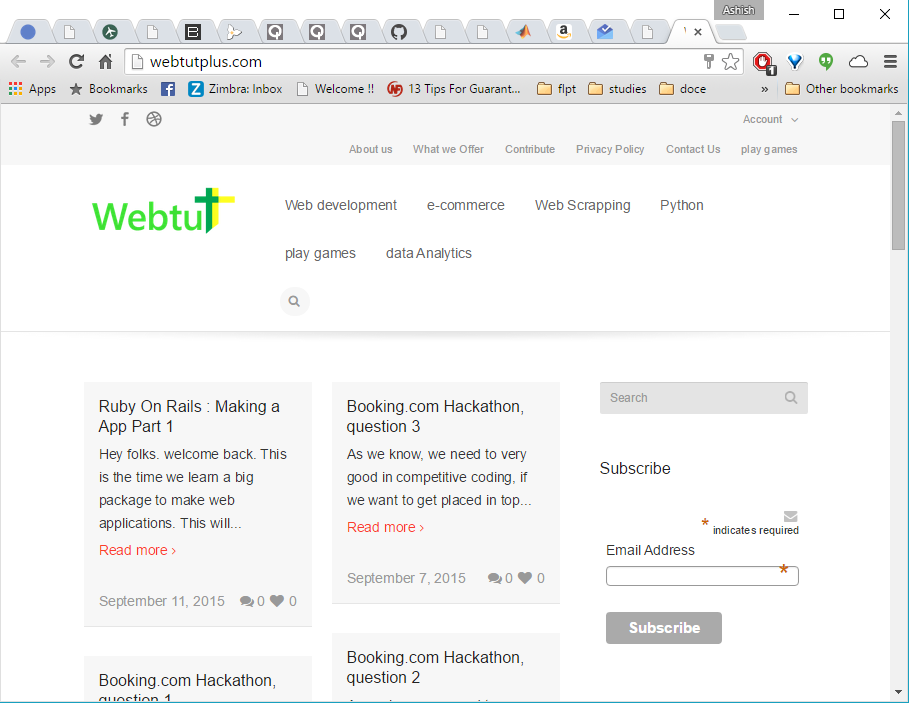 Ashish
webtutplus.com
1
Apps Bookmarks Zimbra: Inbox Welcome !! 13 Tips For Guarant... flpt studies doce » Other bookmarks
Account
About us What we Offer Contribute Privacy Policy Contact Us play games
Webtut
Web development e-commerce Web Scrapping Python
play games data Analytics
Ruby On Rails : Making a
App Part 1
Hey folks. welcome back. This
is the time we learn a big
package to make web
applications. This will...
Read more ›
September 11, 2015 0 0
Booking.com Hackathon,
question 1
Booking.com Hackathon,
question 3
As we know, we need to very
good in competitive coding, if
we want to get placed in top...
Read more ›
September 7, 2015 0 0
Booking.com Hackathon,
question 2
Search
Subscribe
* indicates required
Email Address
*
Subscribe